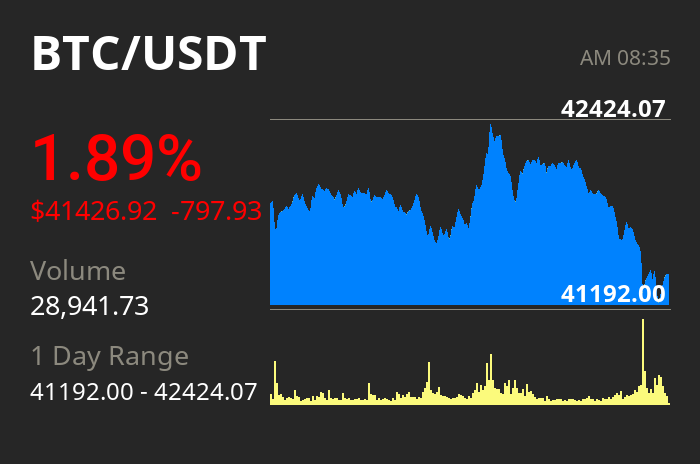 BTC/USDT
AM 08:35
42424.07
1.89%
$41426.92 -797.93
Volume
28,941.73
41192.00
1 Day Range
41192.00 - 42424.07